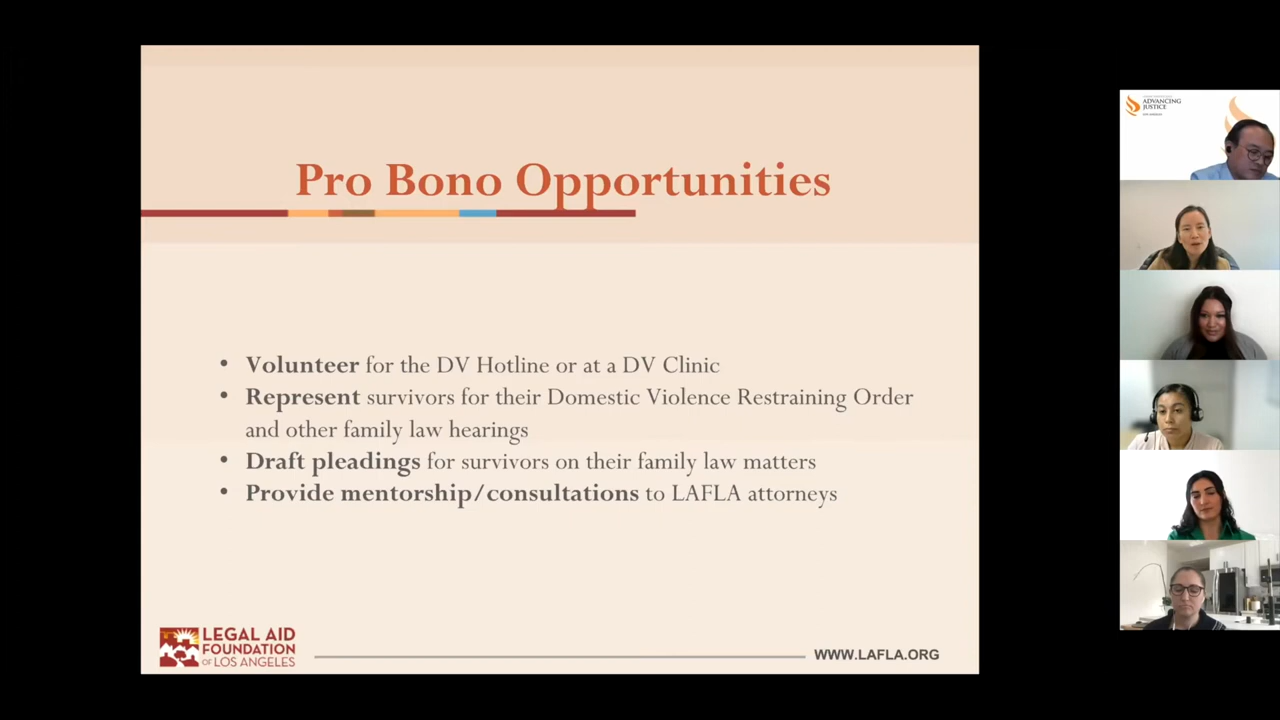 Pro Bono Opportunities
• Volunteer for the DV Hotline or at a DV Clinic
• Represent survivors for their Domestic Violence Restraining Order
and other family law hearings
• Draft pleadings for survivors on their family law matters
• Provide mentorship/consultations to LAFLA attorneys
LEGAL AID
FOUNDATION
OF LOS ANGELES
WWW.LAFLA.ORG
ADVANCING
JUSTICE